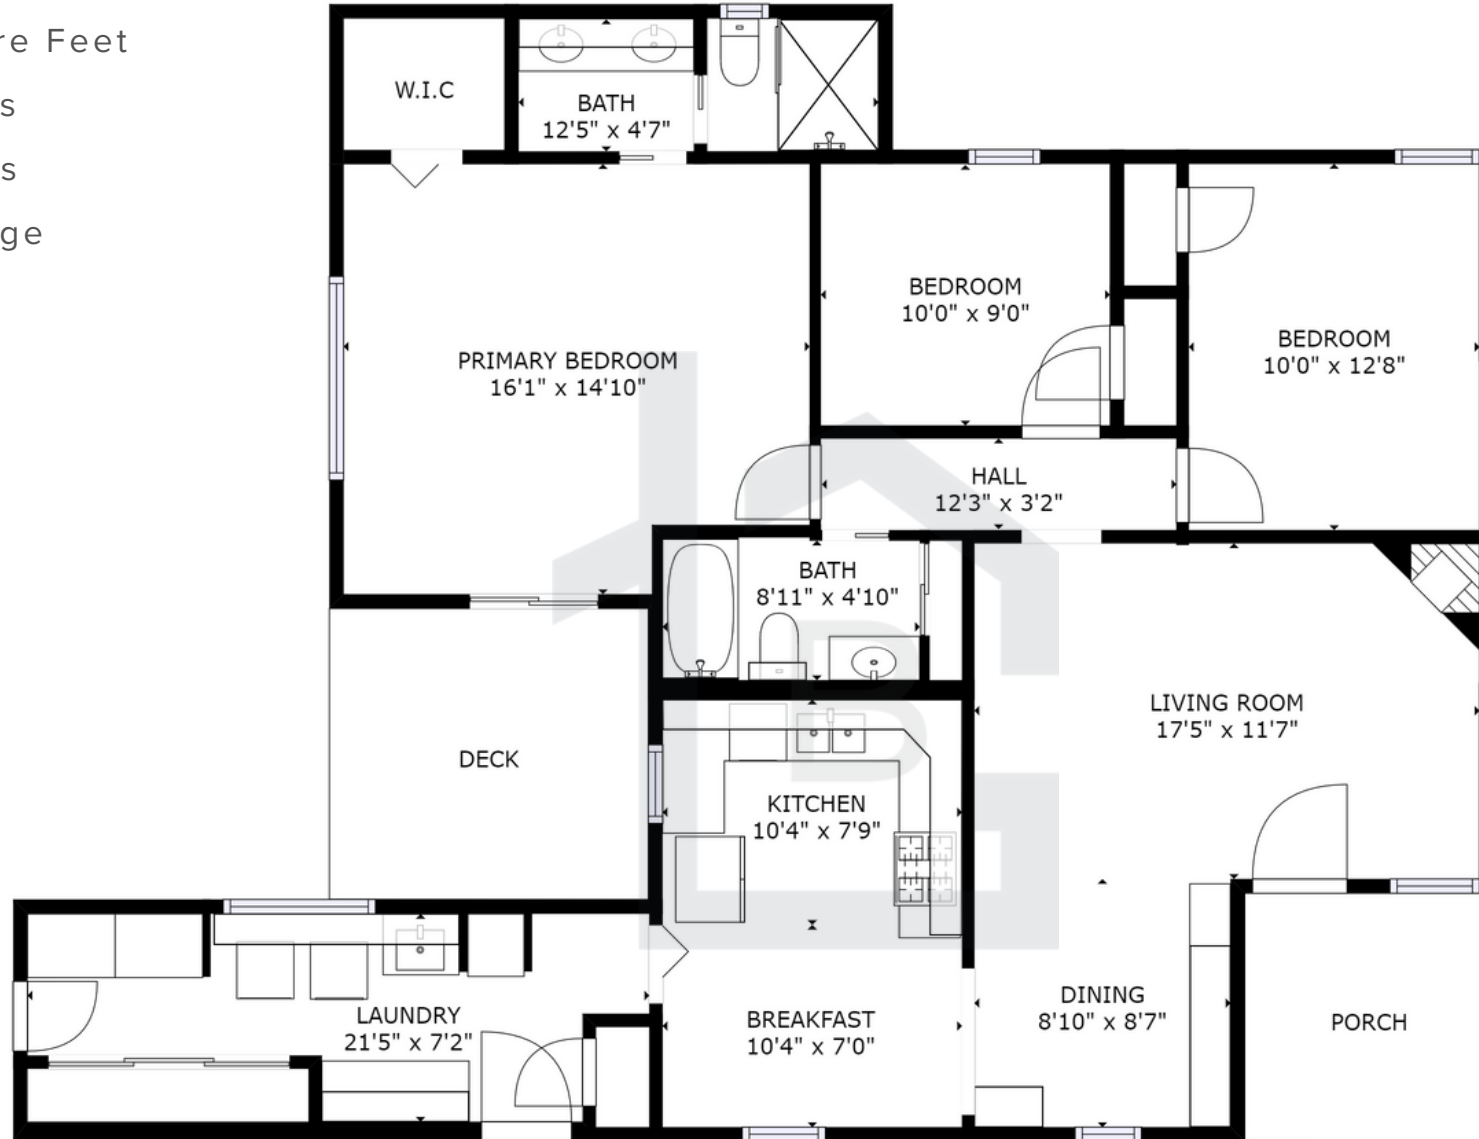 re Feet
s
s
ge
W.I.C
BATH
12'5" x 4'7"
PRIMARY BEDROOM
16'1" x 14'10"
BEDROOM
10'0" x 9'0"
BEDROOM
10'0" x 12'8"
HALL
12'3" x 3'2"
BATH
8'11" x 4'10"
LIVING ROOM
17'5" x 11'7"
DECK
KITCHEN
10'4" x 7'9"
LAUNDRY
21'5" x 7'2"
BREAKFAST
10'4" x 7'0"
DINING
8'10" x 8'7"
PORCH
B